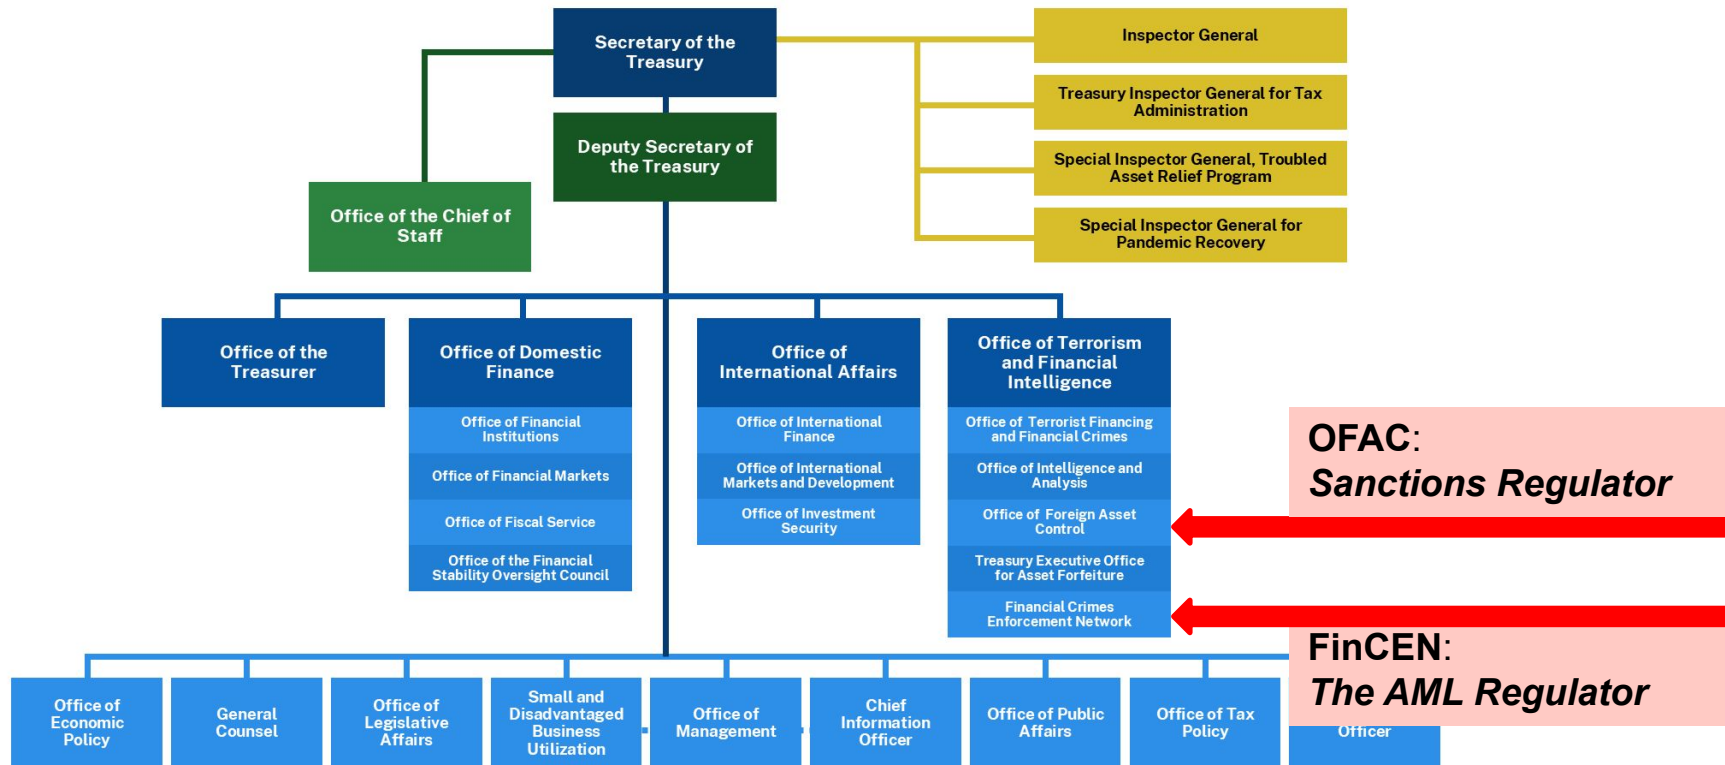 Secretary of the
Treasury
Inspector General
Treasury Inspector General for Tax
Administration
Deputy Secretary of
the Treasury
Special Inspector General, Troubled
Asset Relief Program
Office of the Chief of
Staff
Special Inspector General for
Pandemic Recovery
Office of the
Treasurer
Office of Domestic
Finance
Office of Financial
Institutions
Office of Financial Markets
Office of Fiscal Service
Office of the Financial
Stability Oversight Council
Office of
International Affairs
Office of International
Finance
Office of International
Markets and Development
Office of Investment
Security
Office of Terrorism
and Financial
Intelligence
Office of Terrorist Financing
and Financial Crimes
Office of Intelligence and
Analysis
Office of Foreign Asset
Control
Treasury Executive Office
for Asset Forfeiture
Financial Crimes
Enforcement Network
OFAC:
Sanctions Regulator
FinCEN:
The AML Regulator
Office of
Economic
Policy
General
Counsel
Office of
Legislative
Affairs
Small and
Disadvantaged
Business
Utilization
Office of
Management
Chief
Information
Officer
Office of Public
Affairs
Office of Tax
Policy
Officer